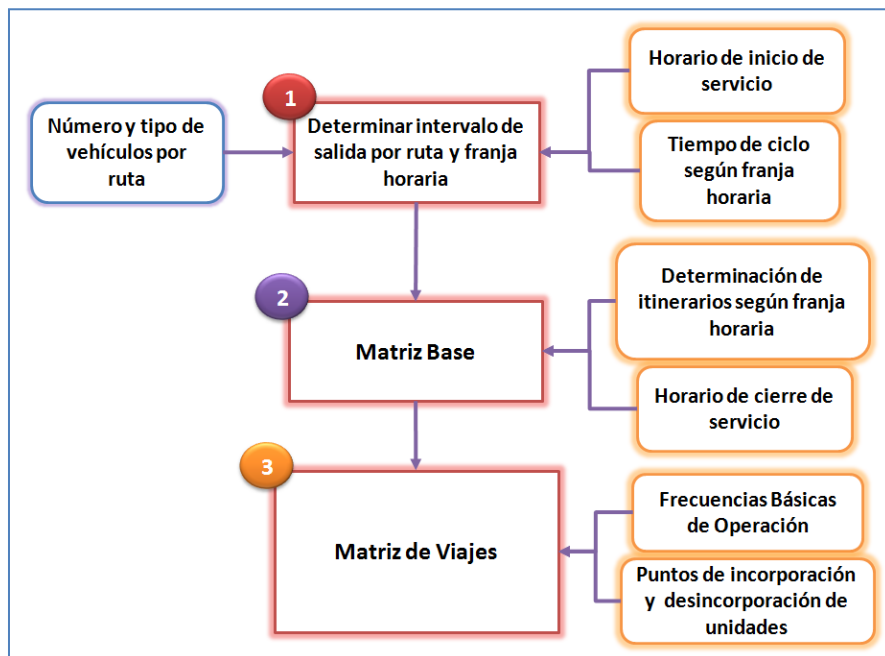 Número y tipo de
vehículos por
ruta
1
Determinar intervalo de
salida por ruta y franja
horaria
Horario de inicio de
servicio
Tiempo de ciclo
según franja
horaria
2
Matriz Base
Determinación de
itinerarios según franja
horaria
Horario de cierre de
servicio
3
Matriz de Viajes
Frecuencias Básicas
de Operación
Puntos de incorporación
y desincorporación de
unidades